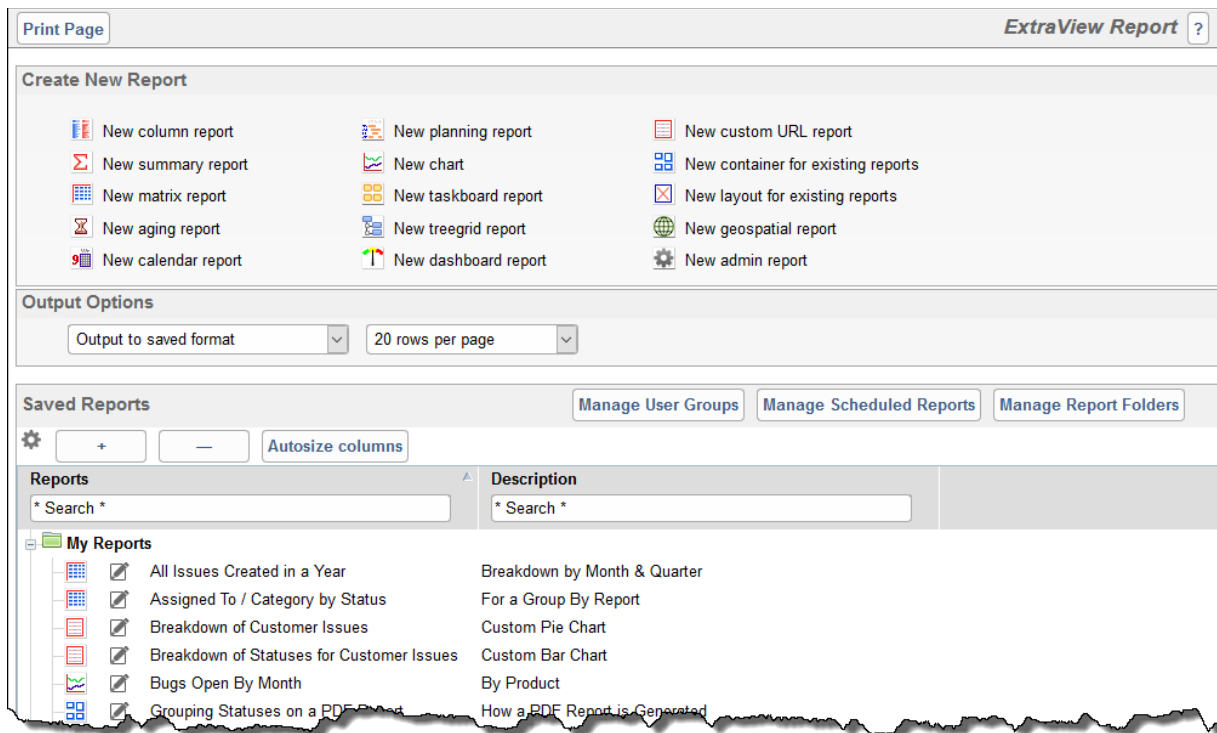 Print Page
ExtraView Report ?
Create New Report
New column report
New planning report
New custom URL report
New summary report
New chart
New container for existing reports
New matrix report
New taskboard report
New layout for existing reports
New aging report
New treegrid report
New geospatial report
9 New calendar report
New dashboard report
New admin report
Output Options
Output to saved format
20 rows per page
Saved Reports
Manage User Groups
Manage Scheduled Reports
Manage Report Folders
+
—
Autosize columns
Reports
Description
* Search *
* Search *
My Reports
All Issues Created in a Year
Breakdown by Month & Quarter
Assigned To / Category by Status
For a Group By Report
Breakdown of Customer Issues
Custom Pie Chart
Breakdown of Statuses for Customer Issues
Custom Bar Chart
Bugs Open By Month
By Product
Grouping Statuses on a PDF Report
How a PDF Report is Generated